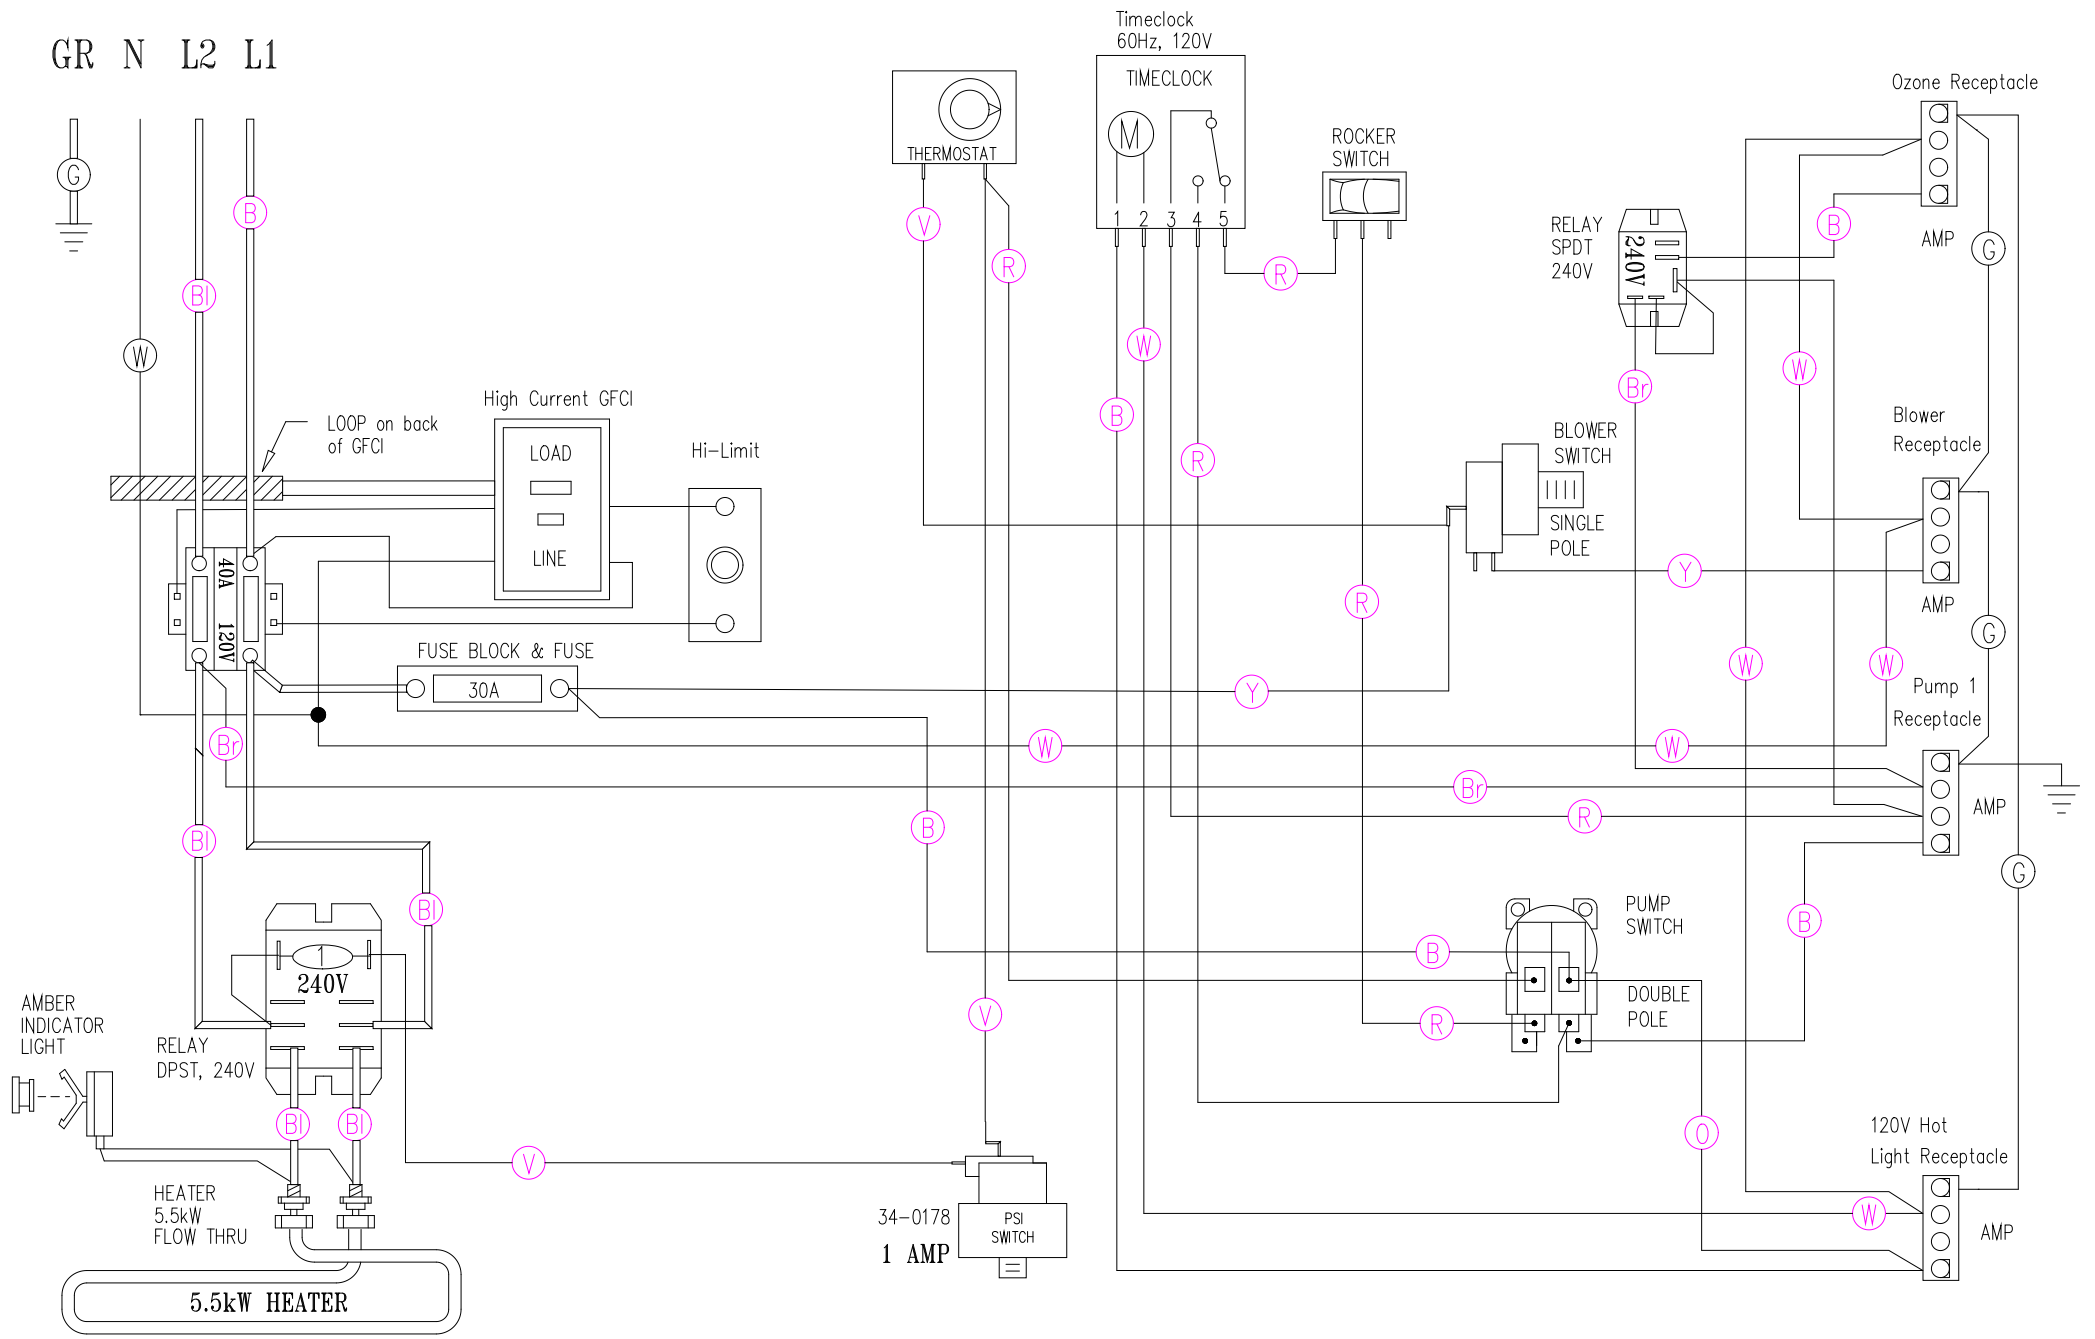 Timeclock
60Hz, 120V
GR N L2 L1
TIMECLOCK
M
THERMOSTAT
ROCKER
SWITCH
Ozone Receptacle
G
B
V
R
1 2 3 4 5
R
RELAY
SPDT
240V
240V
B
AMP
G
Bl
W
W
B
R
Br
W
High Current GFCI
LOOP on back
of GFCI
LOAD
LINE
Hi-Limit
BLOWER
SWITCH
SINGLE
POLE
Blower
Receptacle
Y
AMP
40A
120V
R
G
FUSE BLOCK & FUSE
30A
Y
W
W
Pump 1
Receptacle
Br
W
W
Br
R
AMP
Bl
B
G
Bl
1
240V
B
PUMP
SWITCH
B
AMBER
INDICATOR
LIGHT
RELAY
DPST, 240V
V
R
DOUBLE
POLE
Bl
Bl
V
O
120V Hot
Light Receptacle
HEATER
5.5kW
FLOW THRU
34-0178
1 AMP
PSI
SWITCH
W
AMP
5.5kW HEATER